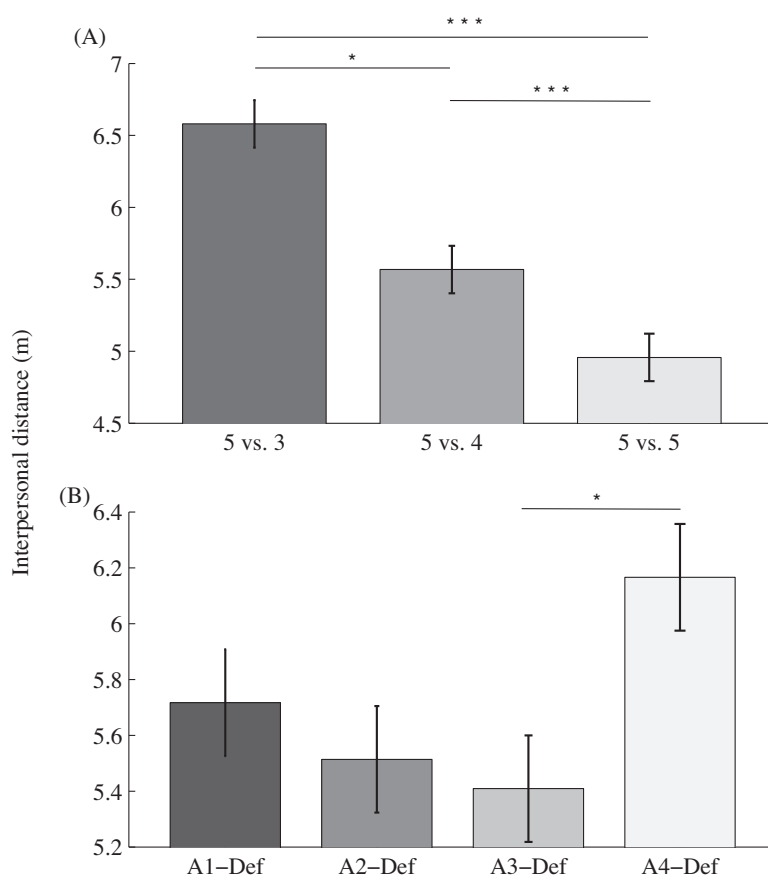 (A)
* * *
*
* * *
7
6.5
6
5.5
5
4.5
5 vs. 3 5 vs. 4 5 vs. 5
Interpersonal distance (m)
(B)
*
6.4
6.2
6
5.8
5.6
5.4
5.2
A1–Def A2–Def A3–Def A4–Def